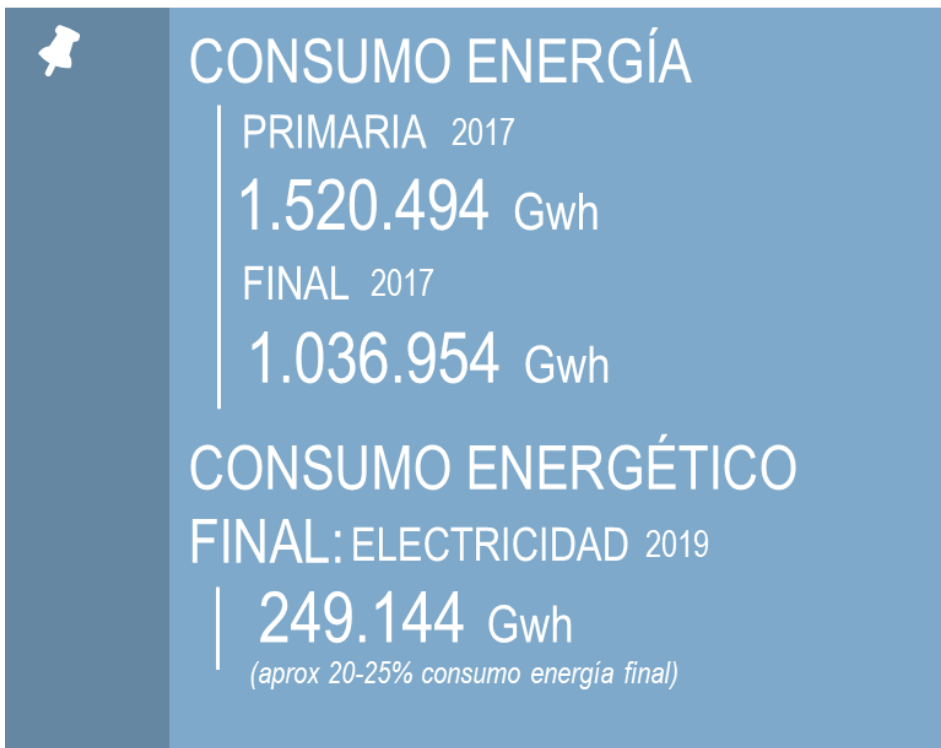 CONSUMO ENERGÍA
PRIMARIA 2017
1.520.494 Gwh
FINAL 2017
1.036.954 Gwh
CONSUMO ENERGÉTICO
FINAL: ELECTRICIDAD 2019
249.144 Gwh
(aprox 20-25% consumo energía final)